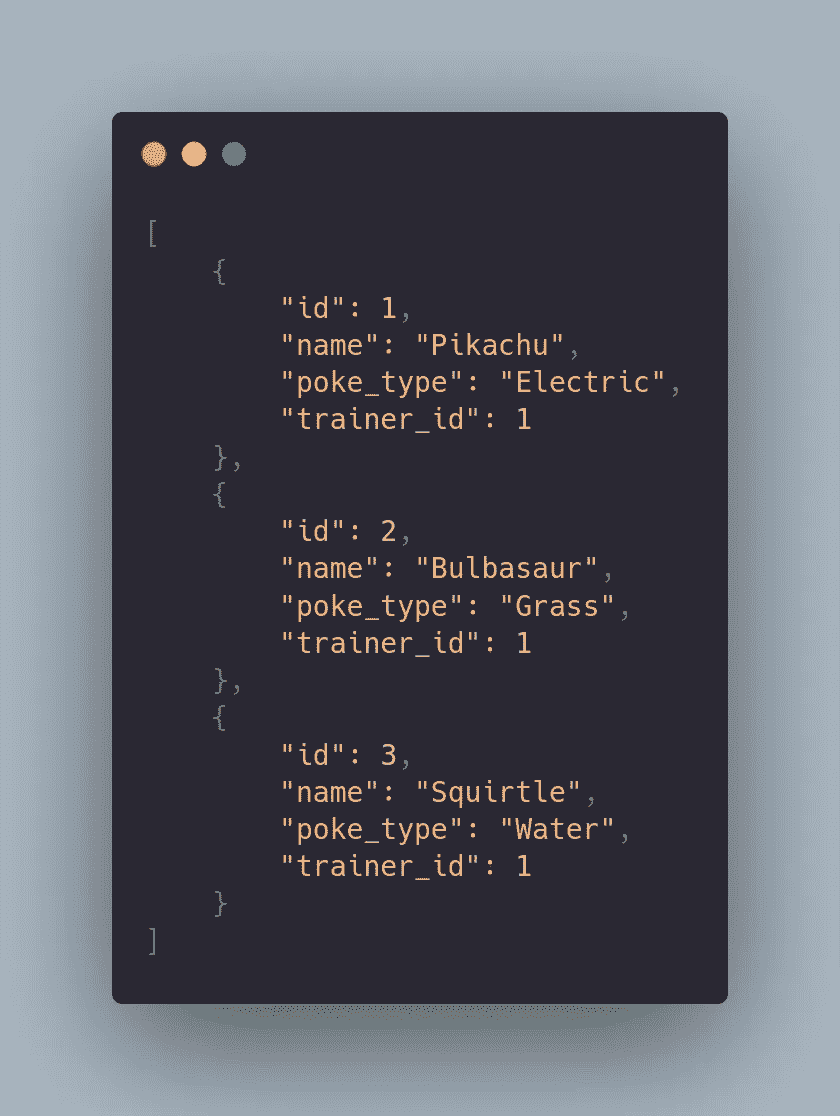 [
    {
        "id": 1,
        "name": "Pikachu",
        "poke_type": "Electric",
        "trainer_id": 1
    },
    {
        "id": 2,
        "name": "Bulbasaur",
        "poke_type": "Grass",
        "trainer_id": 1
    },
    {
        "id": 3,
        "name": "Squirtle",
        "poke_type": "Water",
        "trainer_id": 1
    }
]